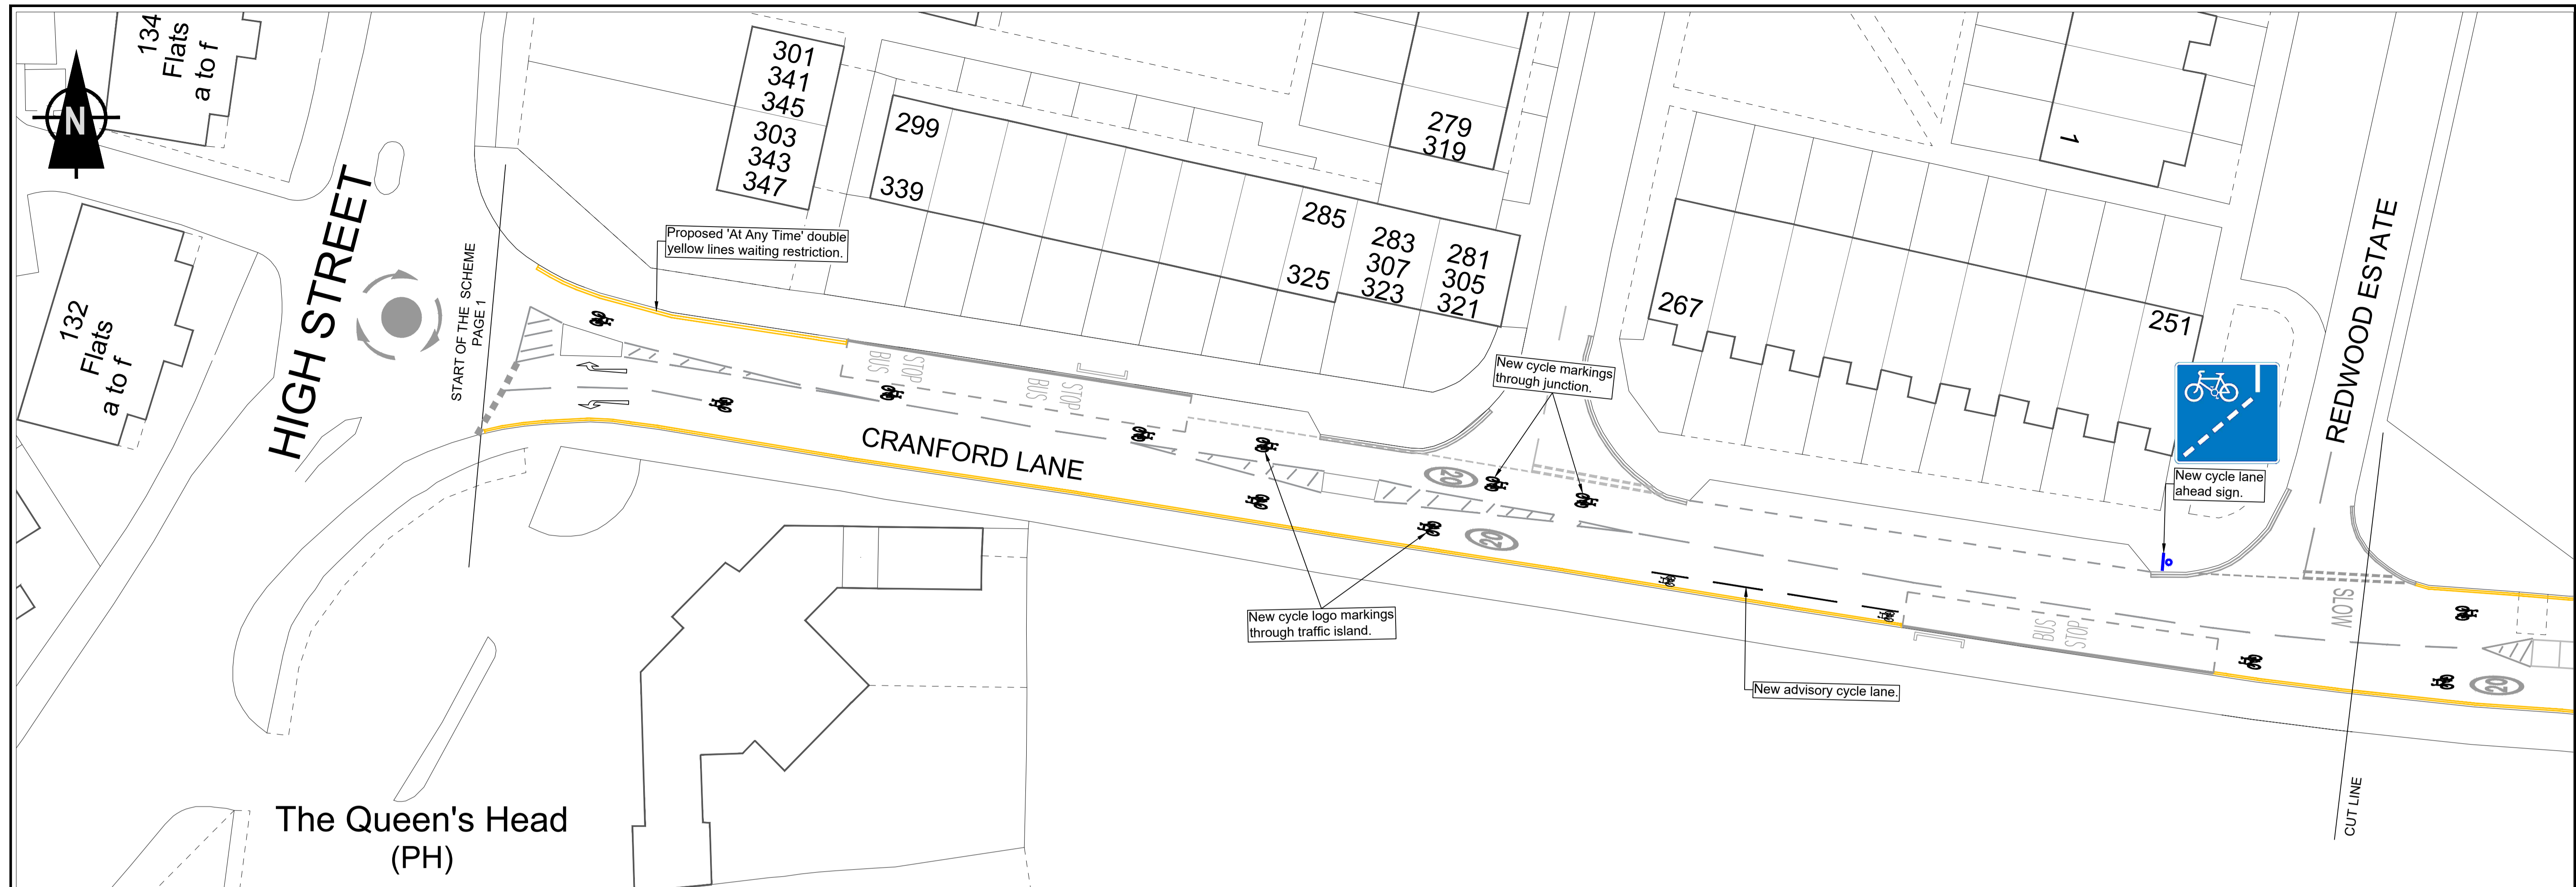 134
Flats
a to f
N
HIGH STREET
132
Flats
a to f
START OF THE SCHEME
PAGE 1
301
341
345
303
343
347
299
339
Proposed 'At Any Time' double
yellow lines waiting restriction.
285
325
283
307
323
281
305
321
279
319
1
267
251
REDWOOD ESTATE
BUS
STOP
BUS
STOP
CRANFORD LANE
New cycle markings
through junction.
20
20
New cycle lane
ahead sign.
New cycle logo markings
through traffic island.
New advisory cycle lane.
BUS
STOP
SLOW
20
CUT LINE
The Queen's Head
(PH)